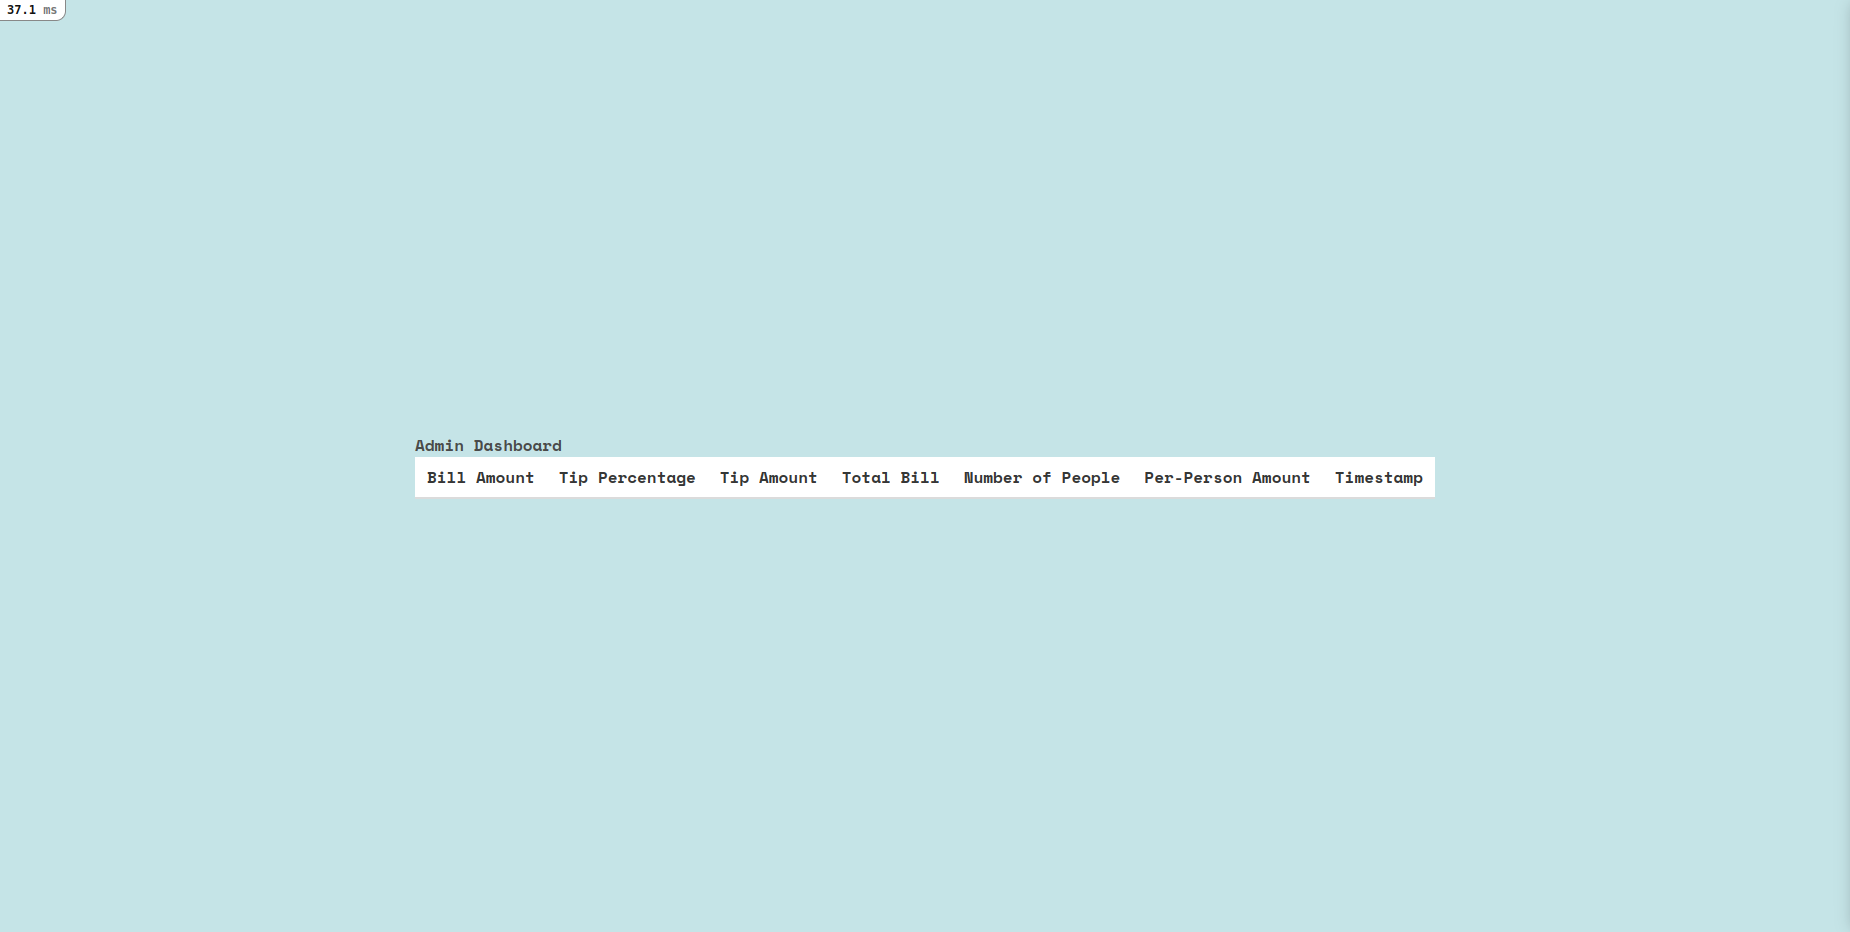 37.1 ms
Admin Dashboard
Bill Amount Tip Percentage Tip Amount Total Bill Number of People Per-Person Amount Timestamp